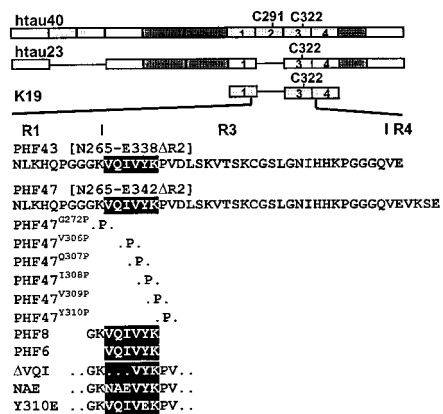 C291 C322
htau40 1 2 3 4
C322
htau23 1 3 4
C322
K19 1 3 4
R1 I R3 I R4
PHF43 [N265-E338ΔR2]
NLKHQPGGGKVQIVYKPVDLSKVTSKCGSLGNIHHKPGGGQVE
PHF47 [N265-E342ΔR2]
NLKHQPGGGKVQIVYKPVDLSKVTSKCGSLGNIHHKPGGGQVEVKSE
PHF47G272P .P.
PHF47V306P .P.
PHF47Q307P .P.
PHF47I308P .P.
PHF47V309P .P.
PHF47Y310P .P.
PHF8 GKVQIVYK
PHF6 VQIVYK
ΔVQI ..GK...VYKPV..
NAE ..GKNAEVYKPV..
Y310E ..GKVQIVEKPV..